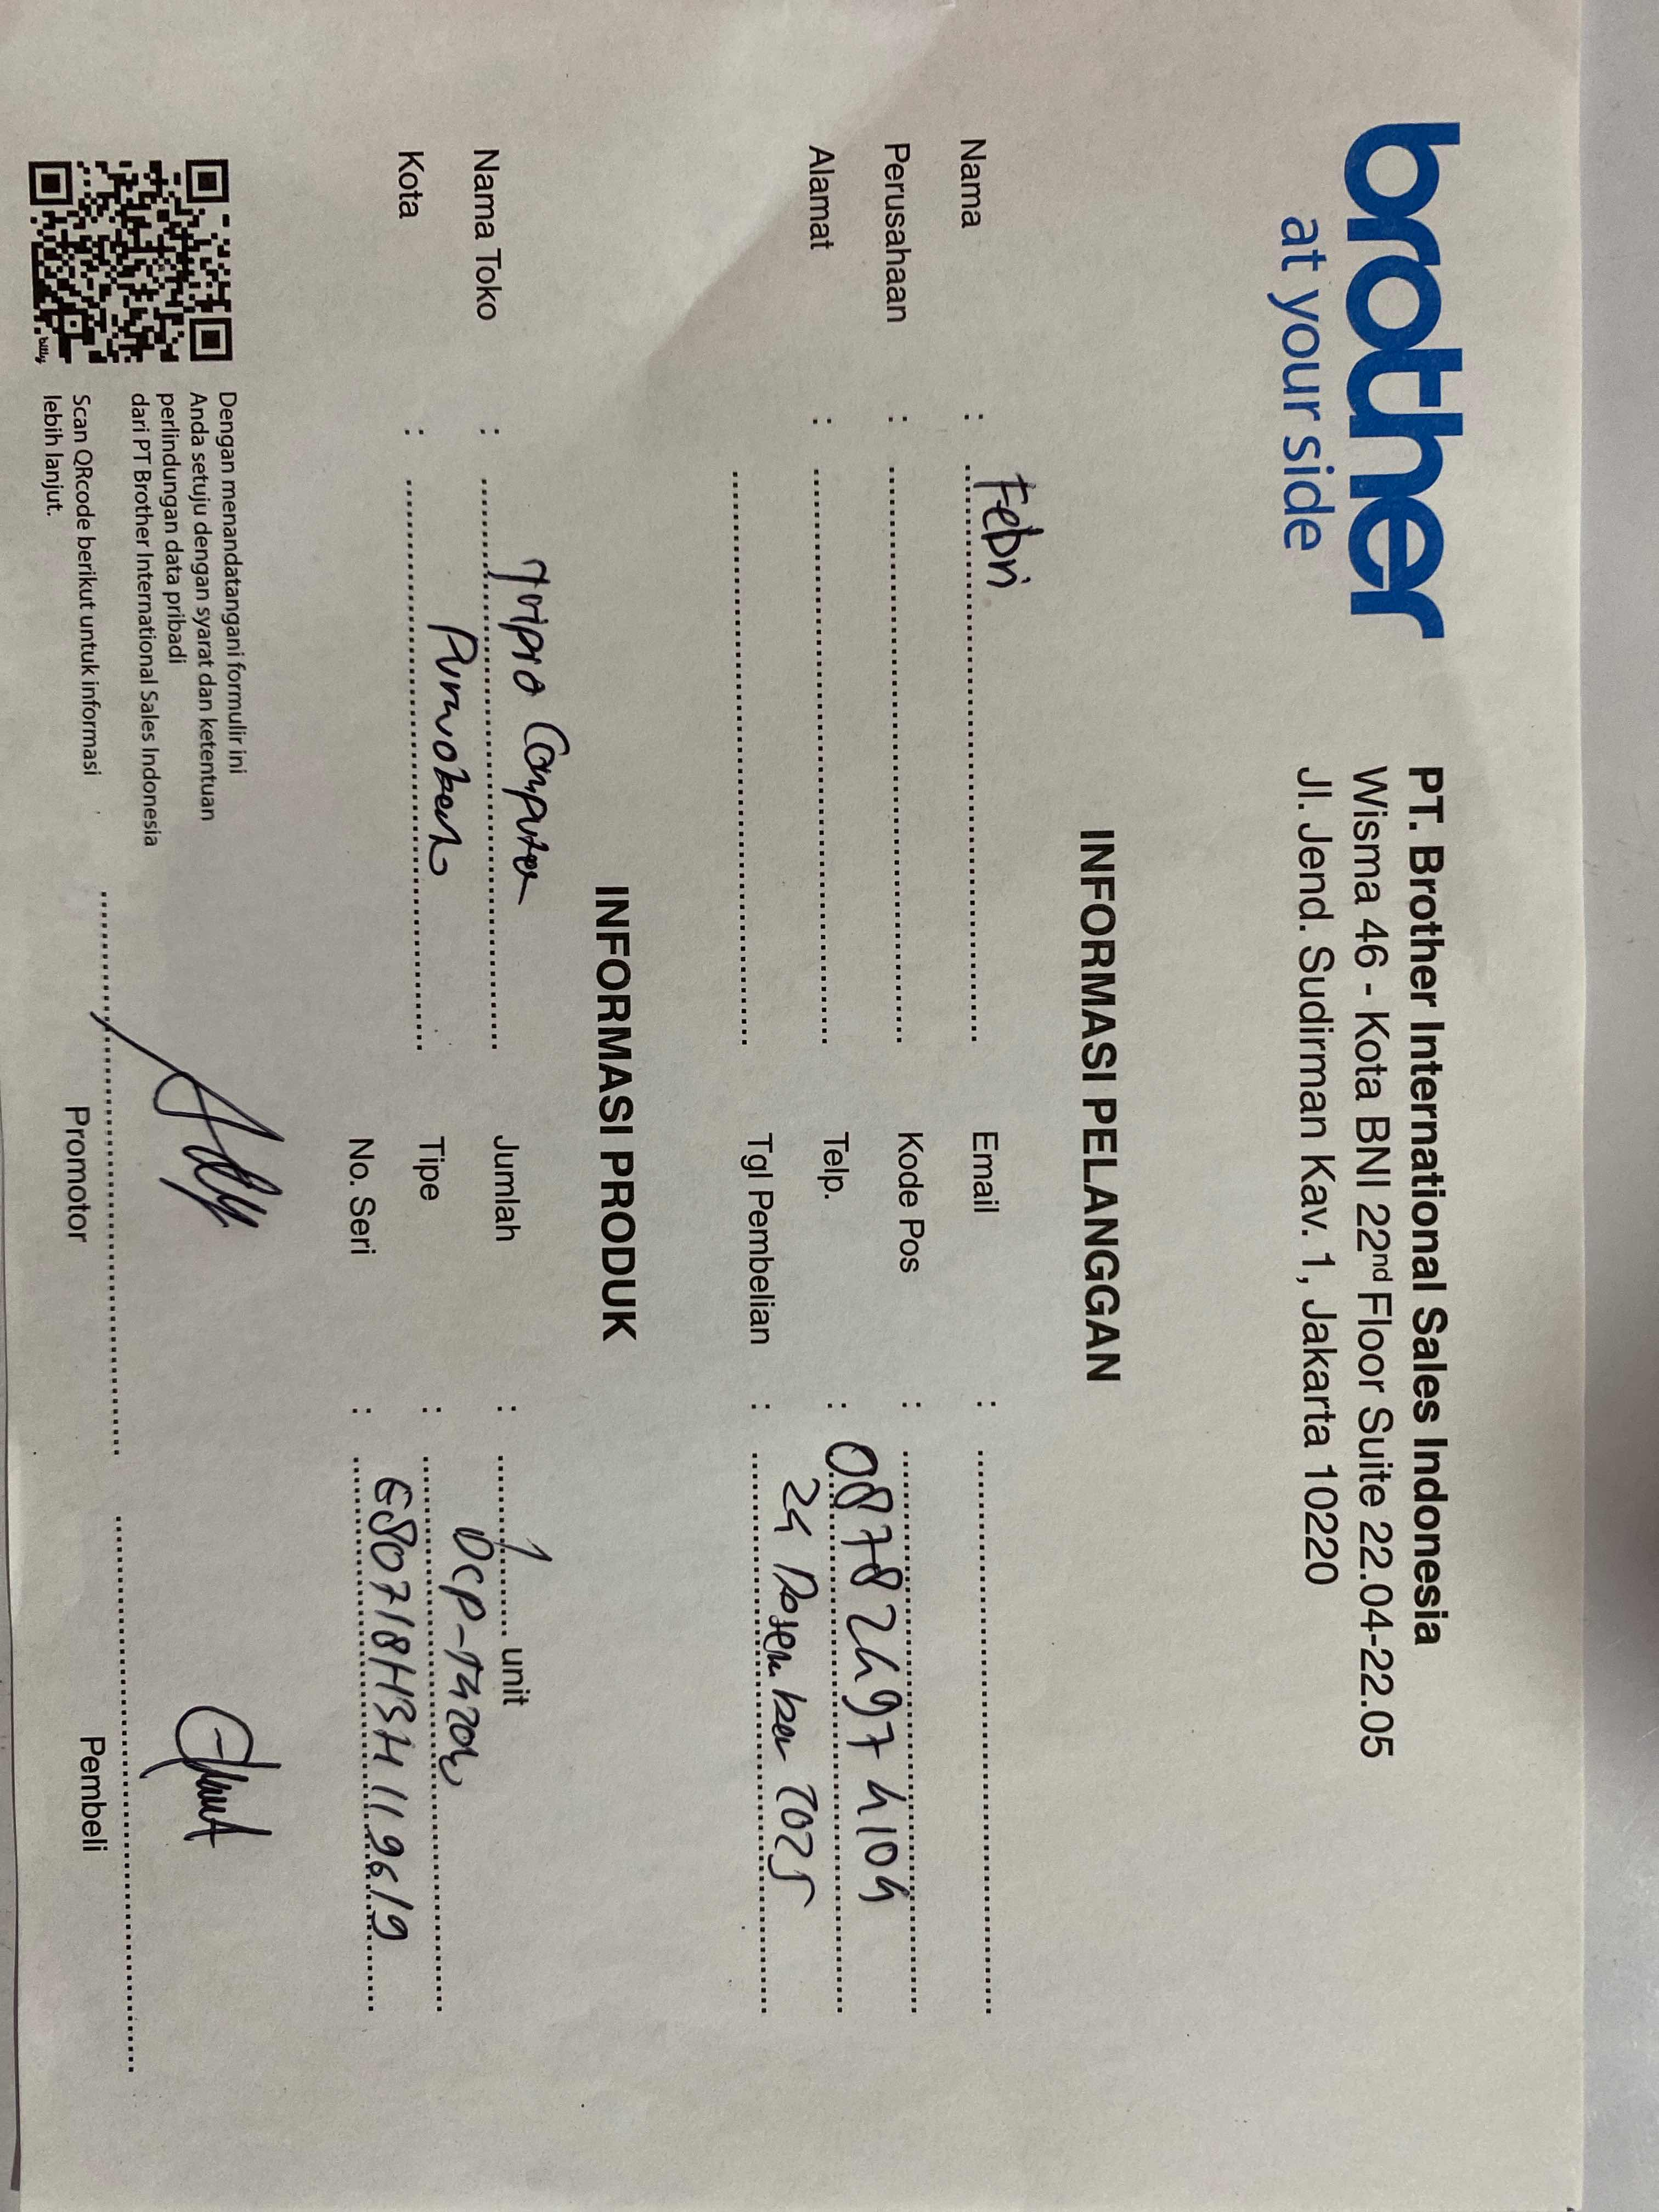 brother
at your side
PT. Brother International Sales Indonesia
Wisma 46 - Kota BNI 22nd Floor Suite 22.04-22.05
Jl. Jend. Sudirman Kav. 1, Jakarta 10220
INFORMASI PELANGGAN
Nama : Febri Email :
Perusahaan : Kode Pos :
Alamat : Telp. : 0878 2497 4104
Tgl Pembelian : 24 Desember 2025
INFORMASI PRODUK
Nama Toko : Tripro Computer Jumlah : 1 unit
Kota : Purwokerto Tipe : DCP-T420W
No. Seri : E80718H3H119619
Dengan menandatangani formulir ini
Anda setuju dengan syarat dan ketentuan
perlindungan data pribadi
dari PT Brother International Sales Indonesia
Scan QRcode berikut untuk informasi
lebih lanjut.
bitly
Promotor Pembeli